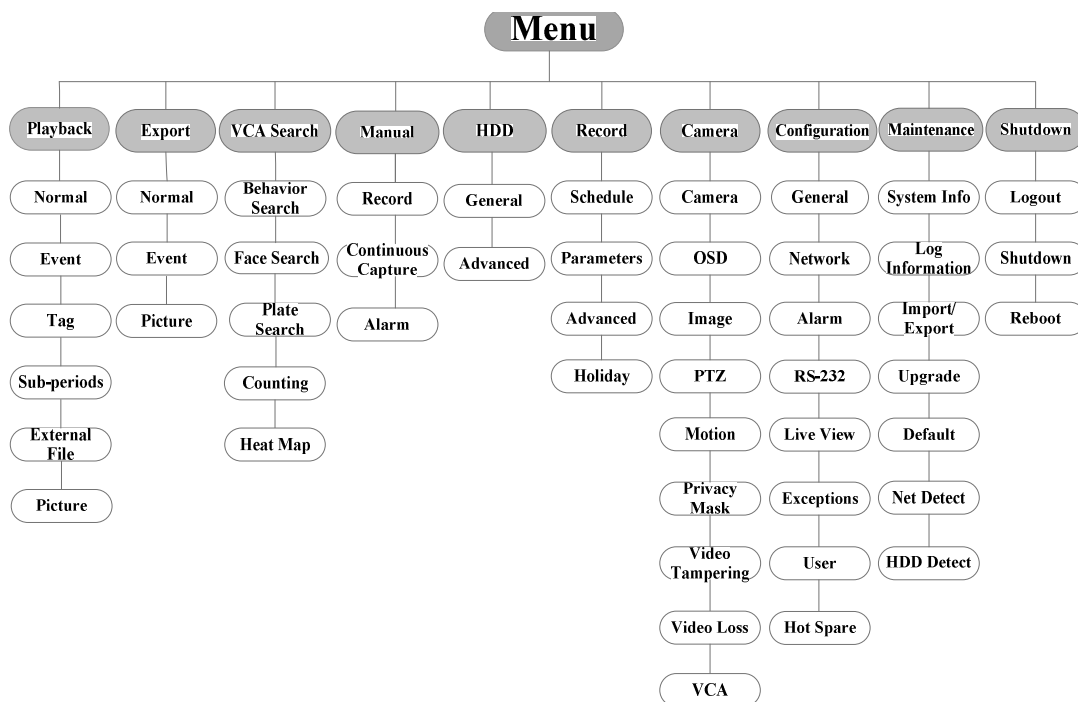 Menu
Playback
Export
VCA Search
Manual
HDD
Record
Camera
Configuration
Maintenance
Shutdown
Normal
Event
Tag
Sub-periods
External
File
Picture
Normal
Event
Picture
Behavior
Search
Face Search
Plate
Search
Counting
Heat Map
Record
Continuous
Capture
Alarm
General
Advanced
Schedule
Parameters
Advanced
Holiday
Camera
OSD
Image
PTZ
Motion
Privacy
Mask
Video
Tampering
Video Loss
VCA
General
Network
Alarm
RS-232
Live View
Exceptions
User
Hot Spare
System Info
Log
Information
Import/
Export
Upgrade
Default
Net Detect
HDD Detect
Logout
Shutdown
Reboot